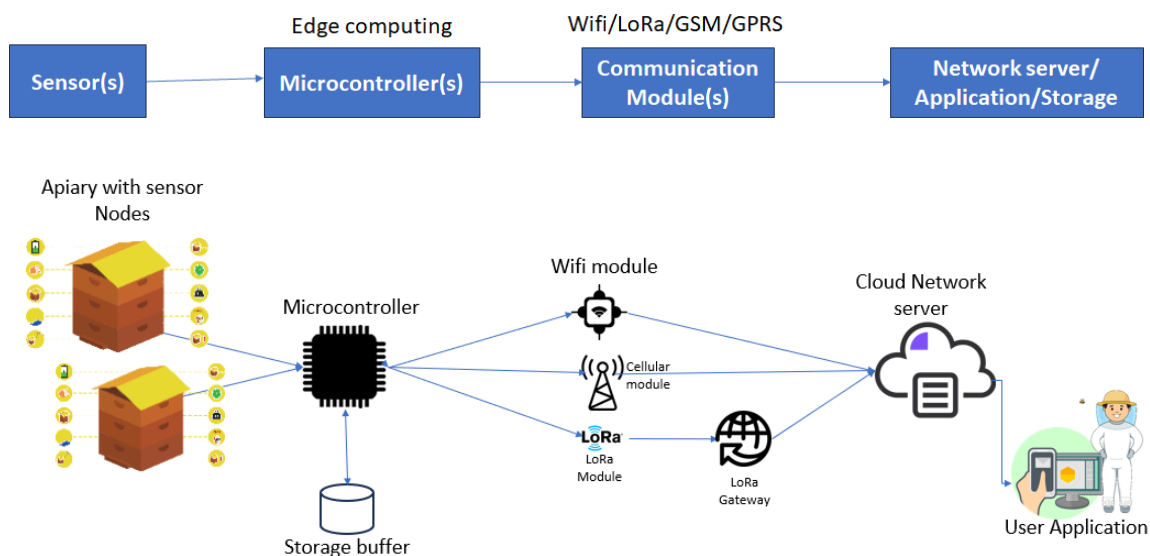 Edge computing
Wifi/LoRa/GSM/GPRS
Sensor(s)
Microcontroller(s)
Communication
Module(s)
Network server/
Application/Storage
Apiary with sensor
Nodes
Microcontroller
Storage buffer
Wifi module
Cellular
module
LoRa
LoRa
Module
LoRa
Gateway
Cloud Network
server
User Application